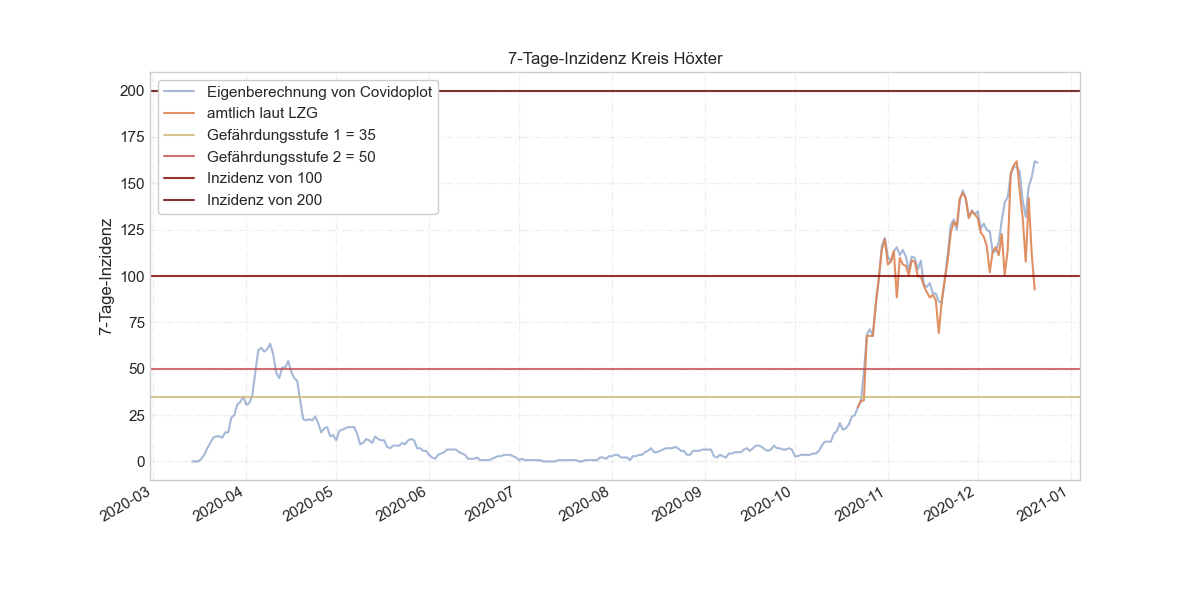 7-Tage-Inzidenz Kreis Höxter
Eigenberechnung von Covidoplot
amtlich laut LZG
Gefährdungsstufe 1 = 35
Gefährdungsstufe 2 = 50
Inzidenz von 100
Inzidenz von 200
7-Tage-Inzidenz
200
175
150
125
100
75
50
25
0
2020-03
2020-04
2020-05
2020-06
2020-07
2020-08
2020-09
2020-10
2020-11
2020-12
2021-01